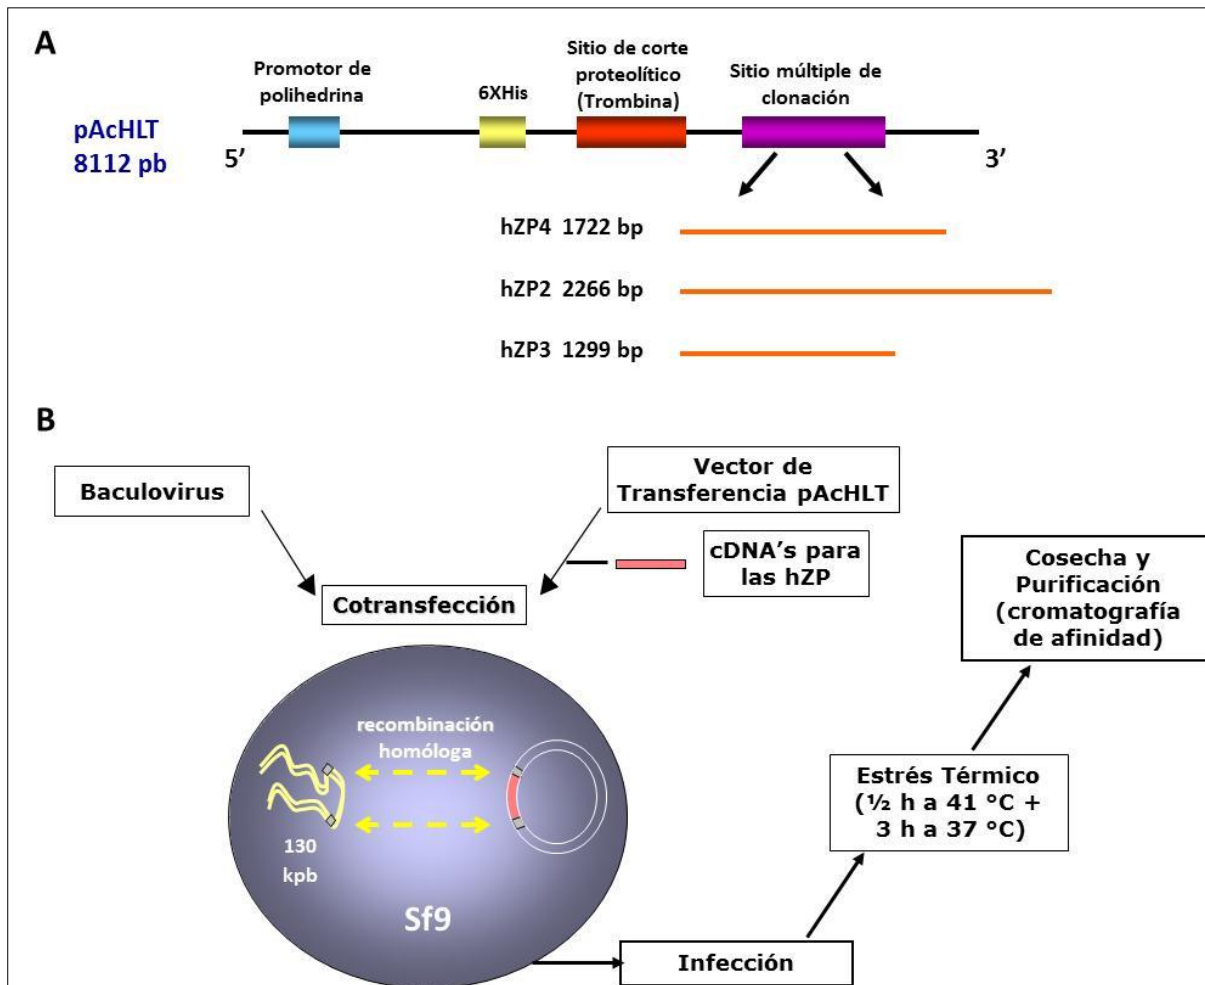 A
Promotor de
polihedrina
6XHis
Sitio de corte
proteolítico
(Trombina)
Sitio múltiple de
clonación
pAcHLT
8112 pb
5’
3’
hZP4 1722 bp
hZP2 2266 bp
hZP3 1299 bp
B
Baculovirus
Vector de
Transferencia pAcHLT
cDNA’s para
las hZP
Cotransfección
Cosecha y
Purificación
(cromatografía
de afinidad)
recombinación
homóloga
130
kpb
Sf9
Estrés Térmico
(½ h a 41 °C +
3 h a 37 °C)
Infección